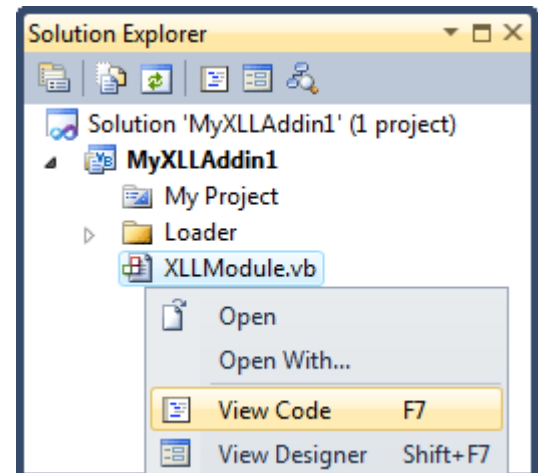 Solution Explorer
Solution 'MyXLLAddin1' (1 project)
MyXLLAddin1
My Project
Loader
XLLModule.vb
Open
Open With...
View Code F7
View Designer Shift+F7